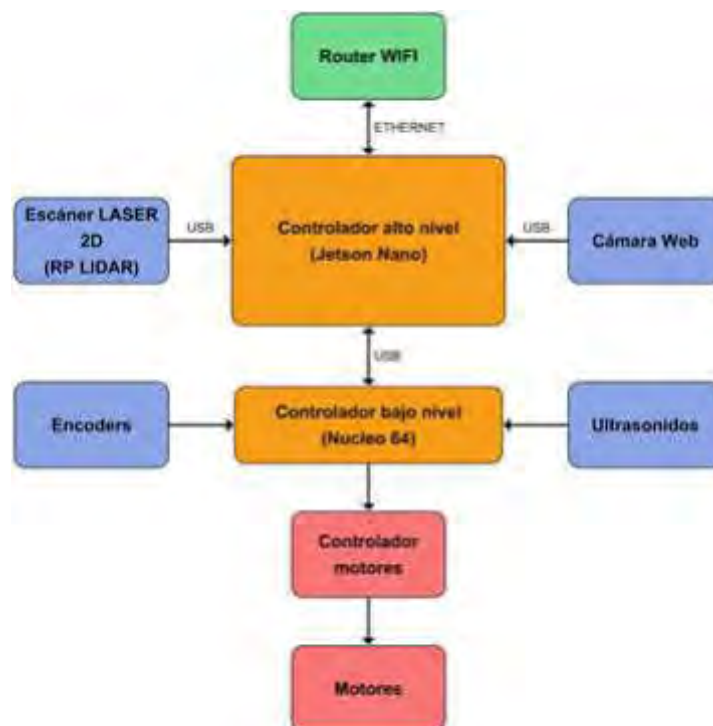 Router WIFI
ETHERNET
Escáner LASER
2D
(RP LIDAR)
USB
Controlador alto nivel
(Jetson Nano)
USB
Cámara Web
USB
Encoders
Controlador bajo nivel
(Nucleo 64)
Ultrasonidos
Controlador
motores
Motores